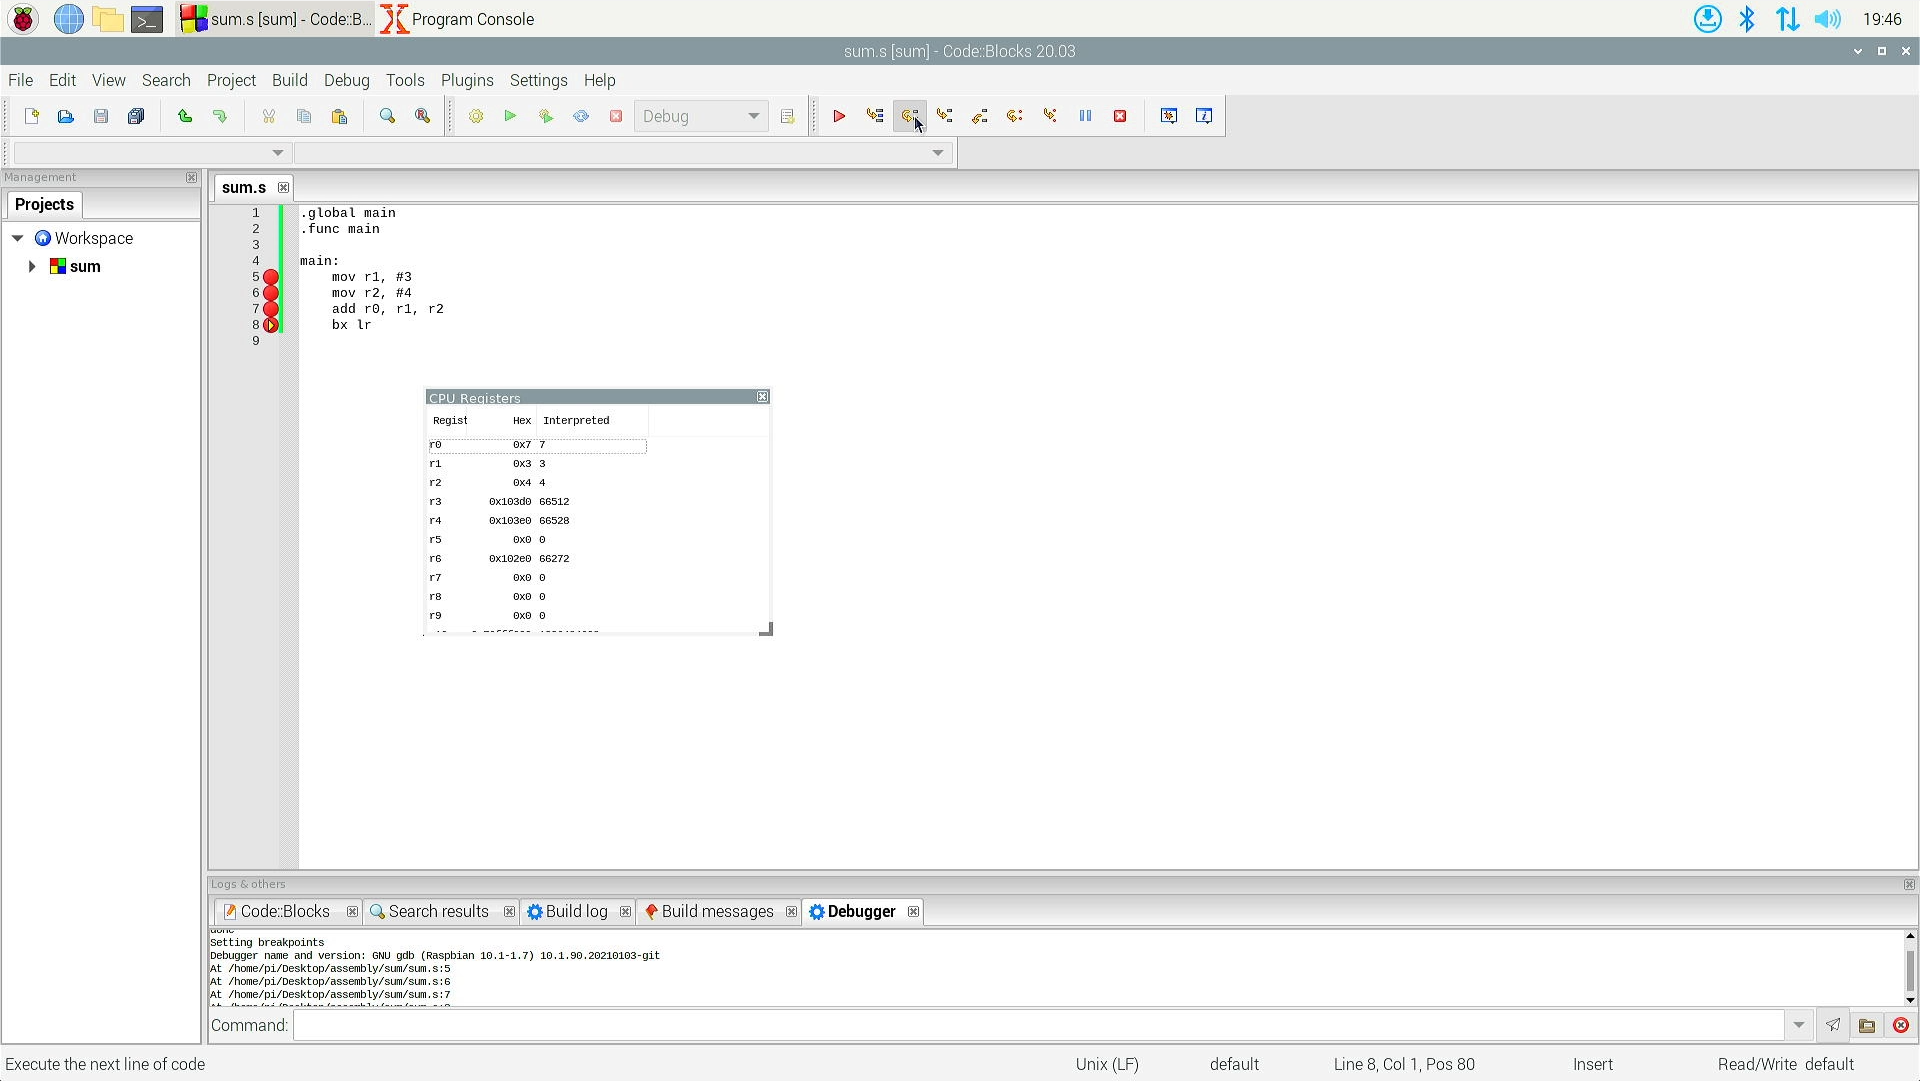 sum.s [sum] - Code::B...
Program Console
19:46
sum.s [sum] - Code::Blocks 20.03
File Edit View Search Project Build Debug Tools Plugins Settings Help
Debug
Management
Projects
Workspace
sum
sum.s
1 .global main
2 .func main
3
4 main:
5 mov r1, #3
6 mov r2, #4
7 add r0, r1, r2
8 bx lr
9
CPU Registers
Regist Hex Interpreted
r0 0x7 7
r1 0x3 3
r2 0x4 4
r3 0x103d0 66512
r4 0x103e0 66528
r5 0x0 0
r6 0x102e0 66272
r7 0x0 0
r8 0x0 0
r9 0x0 0
Logs & others
Code::Blocks Search results Build log Build messages Debugger
Setting breakpoints
Debugger name and version: GNU gdb (Raspbian 10.1-1.7) 10.1.90.20210103-git
At /home/pi/Desktop/assembly/sum/sum.s:5
At /home/pi/Desktop/assembly/sum/sum.s:6
At /home/pi/Desktop/assembly/sum/sum.s:7
Command:
Execute the next line of code
Unix (LF) default Line 8, Col 1, Pos 80 Insert Read/Write default